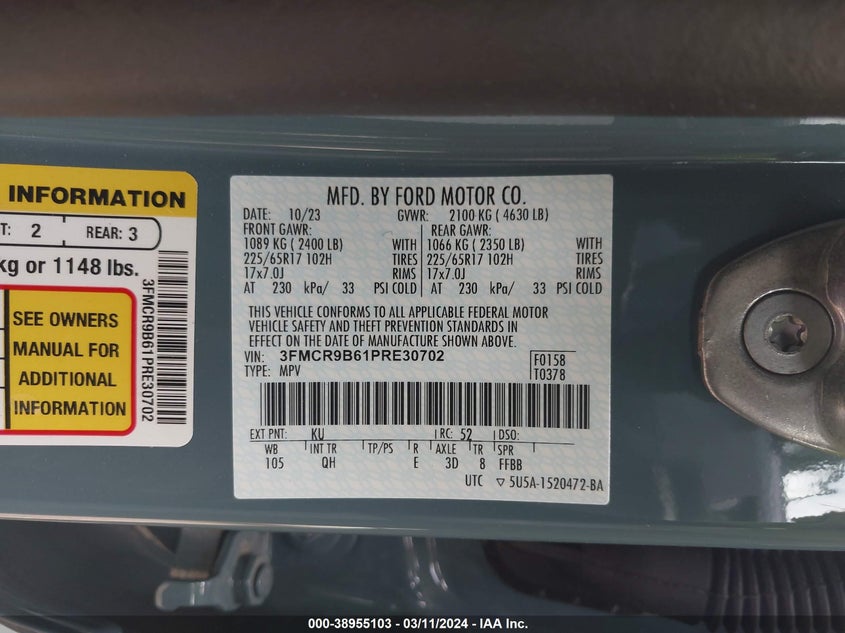 INFORMATION
T: 2 REAR: 3
kg or 1148 lbs.
SEE OWNERS
MANUAL FOR
ADDITIONAL
INFORMATION
3FMCR9B61PRE30702
MFD. BY FORD MOTOR CO.
DATE: 10/23 GVWR: 2100 KG ( 4630 LB)
FRONT GAWR: REAR GAWR:
1089 KG ( 2400 LB) WITH 1066 KG ( 2350 LB) WITH
225/65R17 102H TIRES 225/65R17 102H TIRES
17x7.0J RIMS 17x7.0J RIMS
AT 230 kPa/ 33 PSI COLD AT 230 kPa/ 33 PSI COLD
THIS VEHICLE CONFORMS TO ALL APPLICABLE FEDERAL MOTOR
VEHICLE SAFETY AND THEFT PREVENTION STANDARDS IN
EFFECT ON THE DATE OF MANUFACTURE SHOWN ABOVE.
VIN: 3FMCR9B61PRE30702 F0158
TYPE: MPV T0378
EXT PNT: KU RC: 52 DSO:
WB INT TR TP/PS R AXLE TR SPR
105 QH E 3D 8 FFBB
UTC ▽ 5U5A-1520472-BA
000-38955103 - 03/11/2024 - IAA Inc.